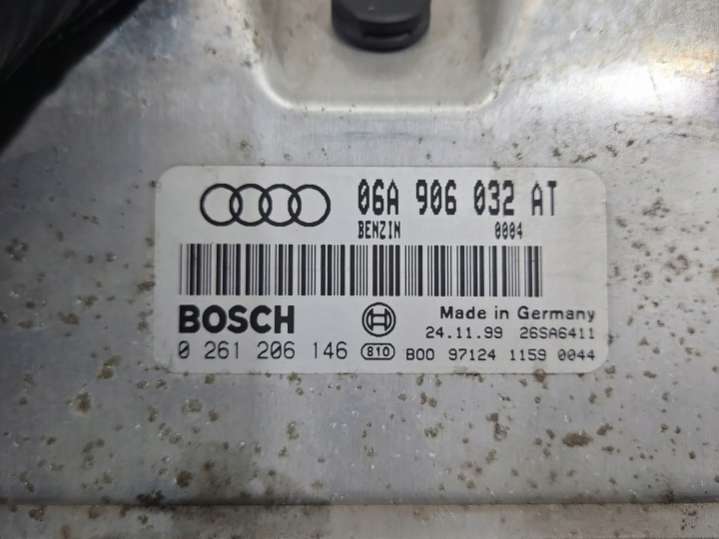 06A 906 032 AT
BENZIN 0004
BOSCH Made in Germany
24.11.99 26SA6411
0 261 206 146 810 B00 97124 1159 0044